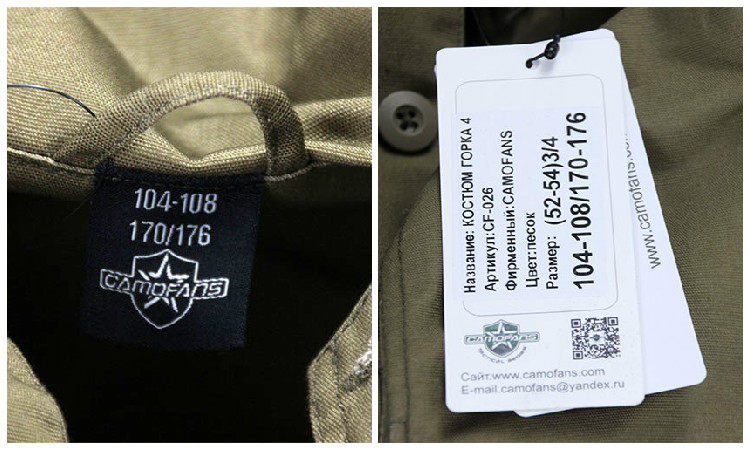 104-108
170/176
CAMOFANS
Название: КОСТЮМ ГОРКА 4
Артикул:CF-026
Фирменный:CAMOFANS
Цвет:песок
Размер: (52-54)3/4
104-108/170-176
CAMOFANS
Сайт:www.camofans.com
E-mail.camofans@yandex.ru
www.camofans.com